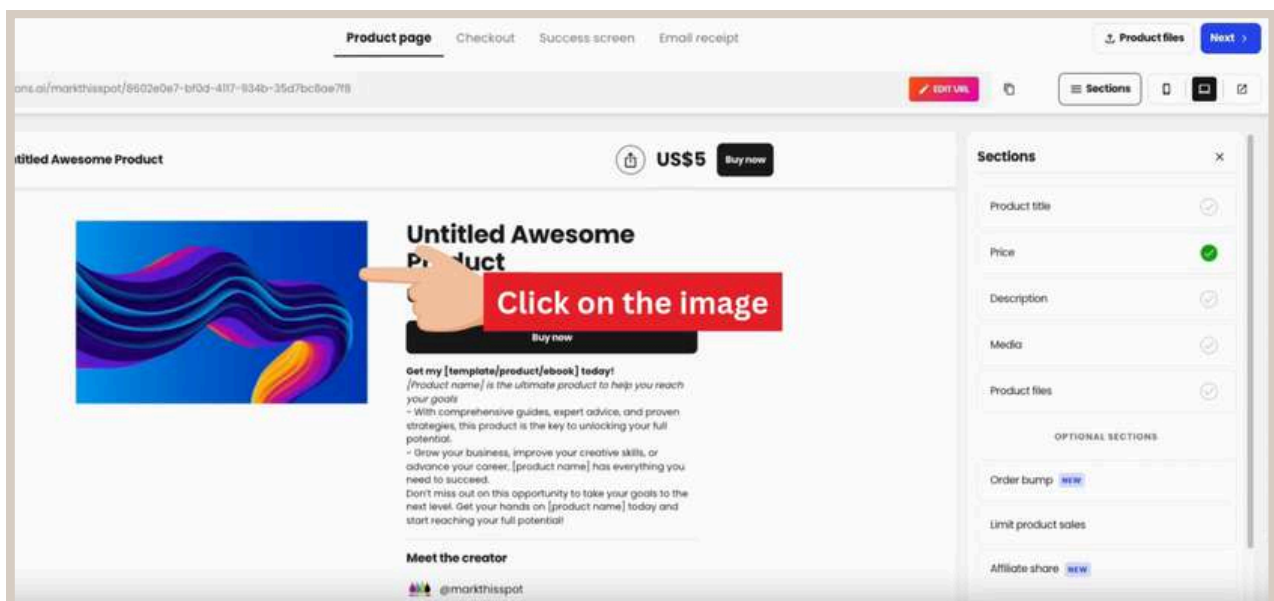 Product page Checkout Success screen Email receipt
Product files Next >
EDIT URL Sections
Untitled Awesome Product
US$5 Buy now
Sections
Product title
Price
Description
Media
Product files
OPTIONAL SECTIONS
Order bump NEW
Limit product sales
Affiliate share NEW
Untitled Awesome
Product
Click on the image
Buy now
Get my [template/product/ebook] today!
[Product name] is the ultimate product to help you reach
your goals
- With comprehensive guides, expert advice, and proven
strategies, this product is the key to unlocking your full
potential.
- Grow your business, improve your creative skills, or
advance your career, [product name] has everything you
need to succeed.
Don't miss out on this opportunity to take your goals to the
next level. Get your hands on [product name] today and
start reaching your full potential!
Meet the creator
@markthisspot